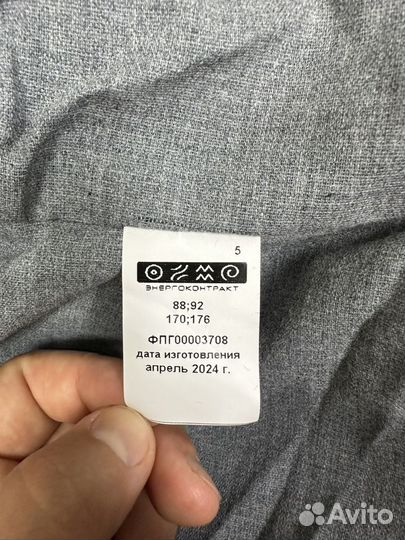 5
ЭНЕРГОКОНТРАКТ
88;92
170;176
ФПГ00003708
дата изготовления
апрель 2024 г.
Avito